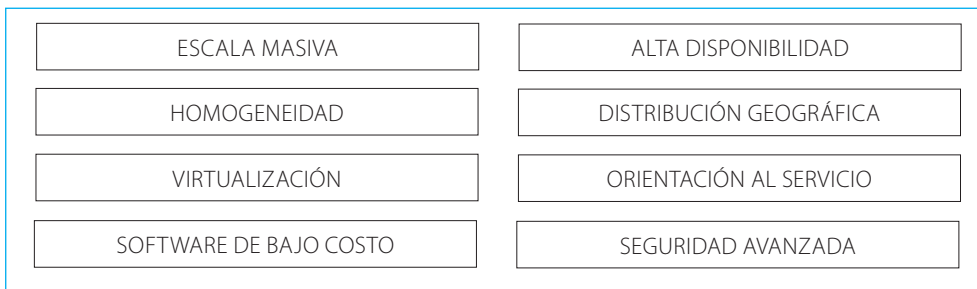 ESCALA MASIVA
ALTA DISPONIBILIDAD
HOMOGENEIDAD
DISTRIBUCIÓN GEOGRÁFICA
VIRTUALIZACIÓN
ORIENTACIÓN AL SERVICIO
SOFTWARE DE BAJO COSTO
SEGURIDAD AVANZADA